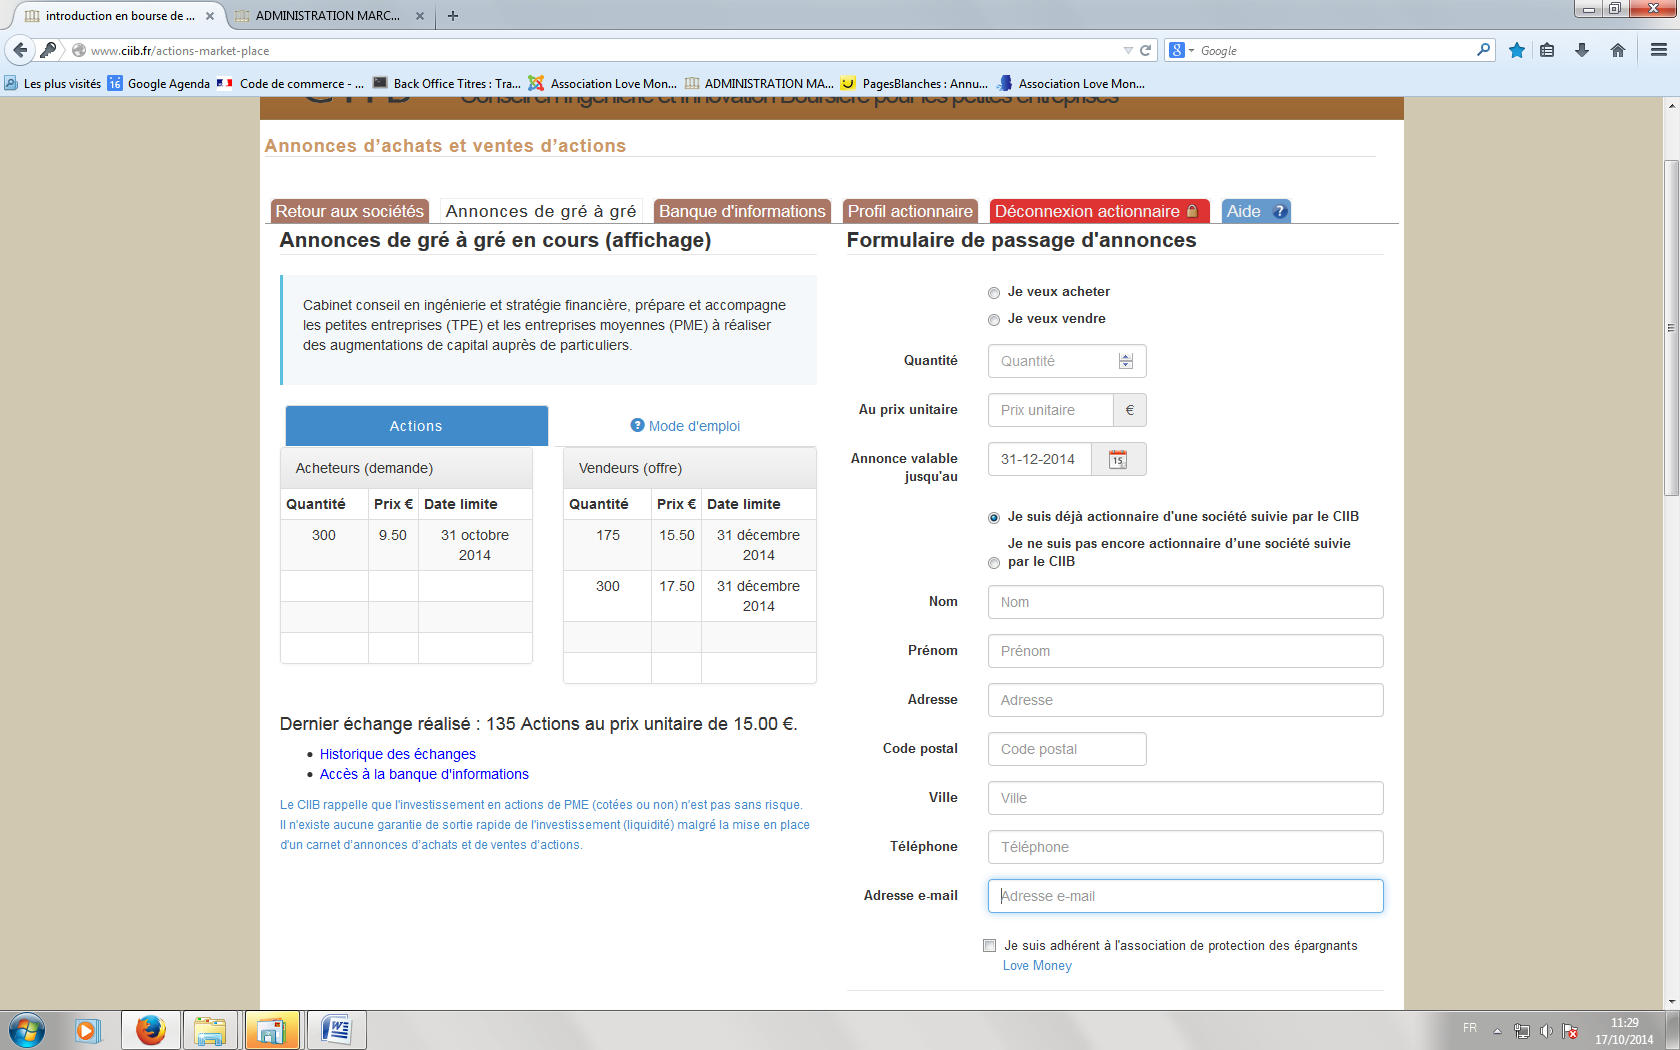 introduction en bourse de ...
ADMINISTRATION MARC...
www.ciib.fr/actions-market-place
Google
Les plus visités
Google Agenda
Code de commerce - ...
Back Office Titres : Tra...
Association Love Mon...
ADMINISTRATION MA...
PagesBlanches : Annu...
Association Love Mon...
CIIB Conseil en Ingénierie et Innovation Boursière pour les petites entreprises
Annonces d'achats et ventes d'actions
Retour aux sociétés
Annonces de gré à gré
Banque d'informations
Profil actionnaire
Déconnexion actionnaire
Aide ?
Annonces de gré à gré en cours (affichage)
Cabinet conseil en ingénierie et stratégie financière, prépare et accompagne
les petites entreprises (TPE) et les entreprises moyennes (PME) à réaliser
des augmentations de capital auprès de particuliers.
Actions
? Mode d'emploi
Acheteurs (demande)
Quantité Prix € Date limite
300 9.50 31 octobre
2014
Vendeurs (offre)
Quantité Prix € Date limite
175 15.50 31 décembre
2014
300 17.50 31 décembre
2014
Dernier échange réalisé : 135 Actions au prix unitaire de 15.00 €.
• Historique des échanges
• Accès à la banque d'informations
Le CIIB rappelle que l'investissement en actions de PME (cotées ou non) n'est pas sans risque.
Il n'existe aucune garantie de sortie rapide de l'investissement (liquidité) malgré la mise en place
d'un carnet d'annonces d'achats et de ventes d'actions.
Formulaire de passage d'annonces
Je veux acheter
Je veux vendre
Quantité Quantité
Au prix unitaire Prix unitaire €
Annonce valable
jusqu'au
31-12-2014 15
Je suis déjà actionnaire d'une société suivie par le CIIB
Je ne suis pas encore actionnaire d'une société suivie
par le CIIB
Nom Nom
Prénom Prénom
Adresse Adresse
Code postal Code postal
Ville Ville
Téléphone Téléphone
Adresse e-mail Adresse e-mail
Je suis adhérent à l'association de protection des épargnants
Love Money
FR
11:29
17/10/2014